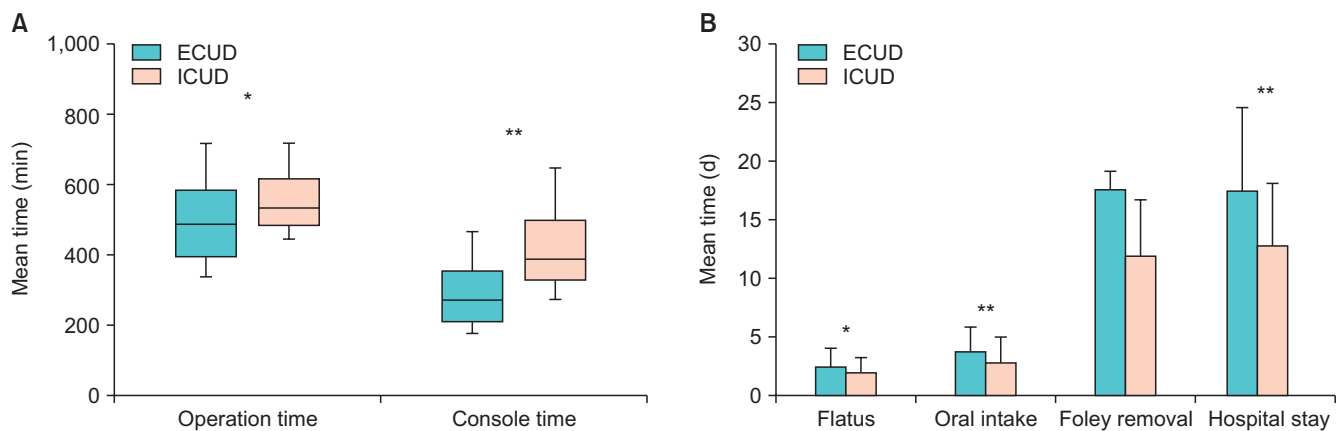 A
Mean time (min)
1,000
800
600
400
200
0
ECUD
ICUD
*
**
Operation time
Console time
B
Mean time (d)
30
25
20
15
10
5
0
ECUD
ICUD
*
**
**
Flatus
Oral intake
Foley removal
Hospital stay